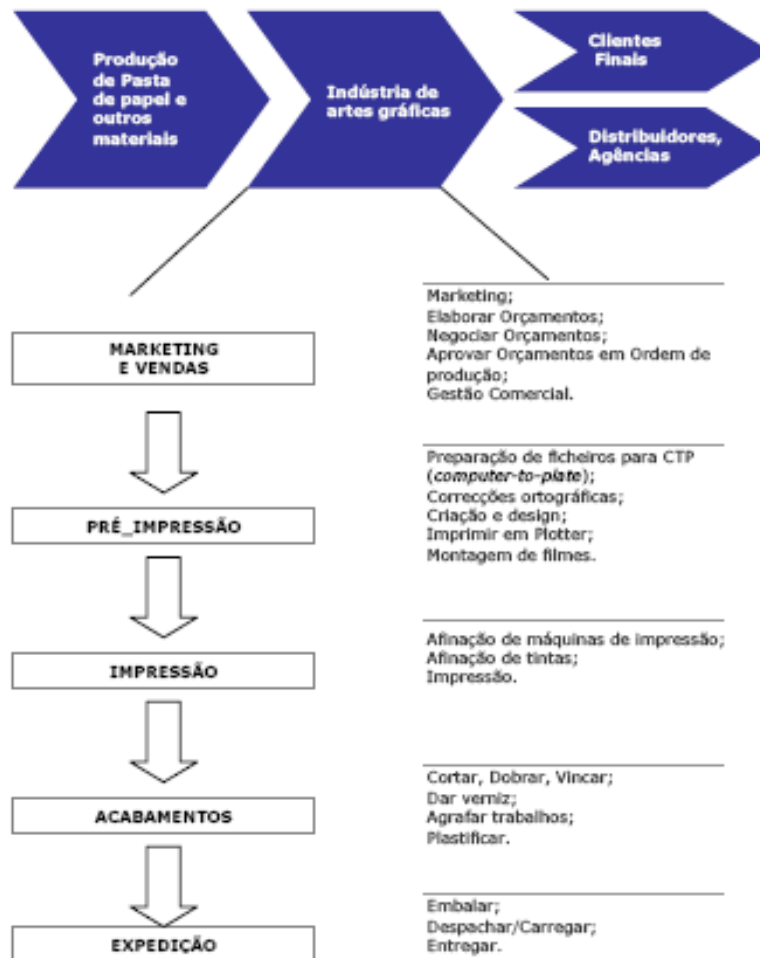 Produção
de Pasta
de papel e
outros
materiais
Indústria de
artes gráficas
Clientes
Finais
Distribuidores,
Agências
MARKETING
E VENDAS
Marketing;
Elaborar Orçamentos;
Negociar Orçamentos;
Aprovar Orçamentos em Ordem de
produção;
Gestão Comercial.
PRÉ_IMPRESSÃO
Preparação de ficheiros para CTP
(computer-to-plate);
Correcções ortográficas;
Criação e design;
Imprimir em Plotter;
Montagem de filmes.
IMPRESSÃO
Afinação de máquinas de impressão;
Afinação de tintas;
Impressão.
ACABAMENTOS
Cortar, Dobrar, Vincar;
Dar verniz;
Agrafar trabalhos;
Plastificar.
EXPEDIÇÃO
Embalar;
Despachar/Carregar;
Entregar.